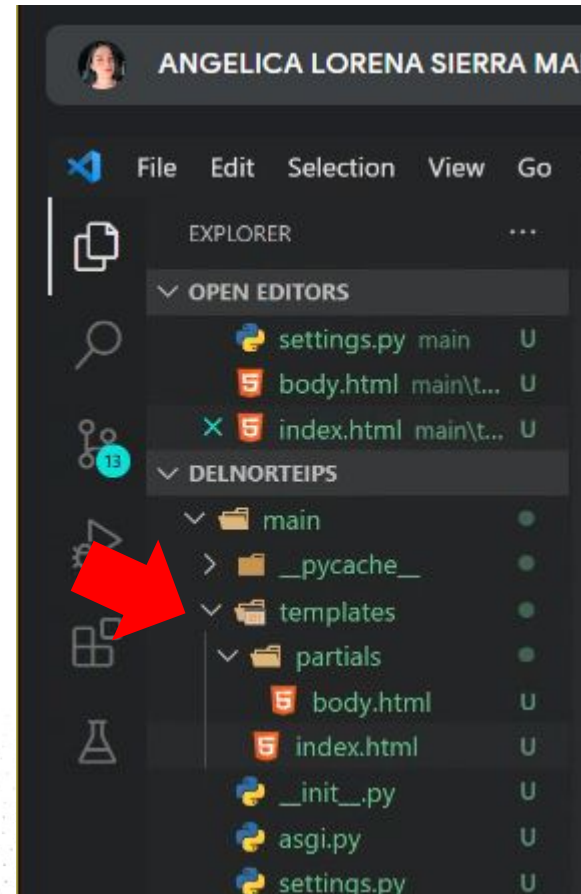 ANGELICA LORENA SIERRA
File Edit Selection View Go
EXPLORER ...
OPEN EDITORS
settings.py main U
body.html main\t... U
index.html main\t... U
13
DELNORTEIPS
main
__pycache__
templates
partials
body.html U
index.html U
__init__.py U
asgi.py U
settings.py U